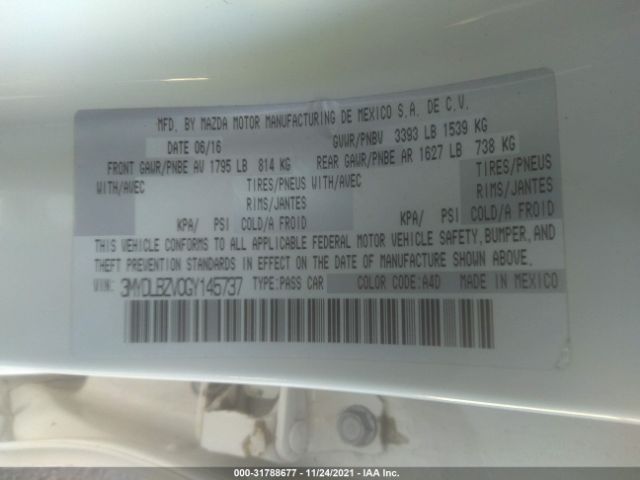 MFD. BY MAZDA MOTOR MANUFACTURING DE MEXICO S.A. DE C.V.
DATE 06/16 GVWR/PNBV 3393 LB 1539 KG
FRONT GAWR/PNBE AV 1795 LB 814 KG REAR GAWR/PNBE AR 1627 LB 738 KG
WITH/AVEC TIRES/PNEUS WITH/AVEC TIRES/PNEUS
RIMS/JANTES RIMS/JANTES
KPA/ PSI COLD/A FROID KPA/ PSI COLD/A FROID
THIS VEHICLE CONFORMS TO ALL APPLICABLE FEDERAL MOTOR VEHICLE SAFETY, BUMPER, AND
THEFT PREVENTION STANDARDS IN EFFECT ON THE DATE OF MANUFACTURE SHOWN ABOVE.
VIN: 3MYDLBZV0GY145737 TYPE:PASS CAR COLOR CODE:A4D MADE IN MEXICO
000-31788677 - 11/24/2021 - IAA Inc.